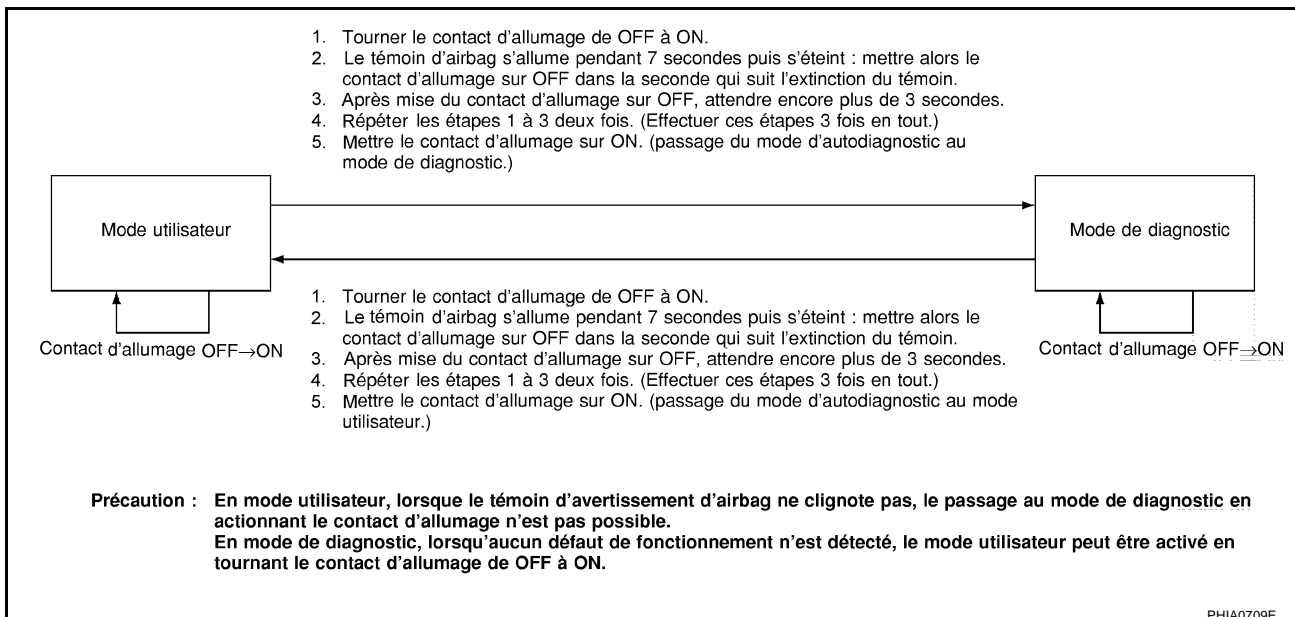 1. Tourner le contact d'allumage de OFF à ON.
2. Le témoin d'airbag s'allume pendant 7 secondes puis s'éteint : mettre alors le
contact d'allumage sur OFF dans la seconde qui suit l'extinction du témoin.
3. Après mise du contact d'allumage sur OFF, attendre encore plus de 3 secondes.
4. Répéter les étapes 1 à 3 deux fois. (Effectuer ces étapes 3 fois en tout.)
5. Mettre le contact d'allumage sur ON. (passage du mode d'autodiagnostic au
mode de diagnostic.)
Mode utilisateur
Mode de diagnostic
Contact d'allumage OFF→ON
Contact d'allumage OFF→ON
1. Tourner le contact d'allumage de OFF à ON.
2. Le témoin d'airbag s'allume pendant 7 secondes puis s'éteint : mettre alors le
contact d'allumage sur OFF dans la seconde qui suit l'extinction du témoin.
3. Après mise du contact d'allumage sur OFF, attendre encore plus de 3 secondes.
4. Répéter les étapes 1 à 3 deux fois. (Effectuer ces étapes 3 fois en tout.)
5. Mettre le contact d'allumage sur ON. (passage du mode d'autodiagnostic au mode
utilisateur.)
Précaution : En mode utilisateur, lorsque le témoin d'avertissement d'airbag ne clignote pas, le passage au mode de diagnostic en
actionnant le contact d'allumage n'est pas possible.
En mode de diagnostic, lorsqu'aucun défaut de fonctionnement n'est détecté, le mode utilisateur peut être activé en
tournant le contact d'allumage de OFF à ON.
PHIA0709E